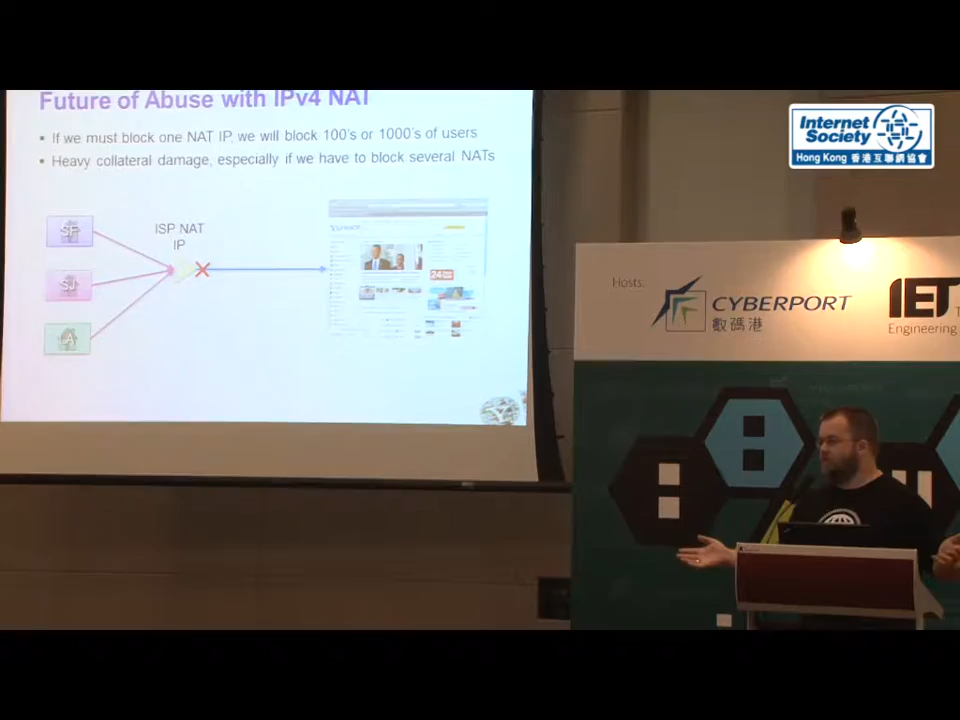 Future of Abuse with IPv4 NAT
• If we must block one NAT IP, we will block 100's or 1000's of users
• Heavy collateral damage, especially if we have to block several NATs
ISP NAT
IP
SF
SJ
A
Internet
Society
Hong Kong 香港互聯網協會
Hosts:
CYBERPORT
數碼港
IET
Engineering